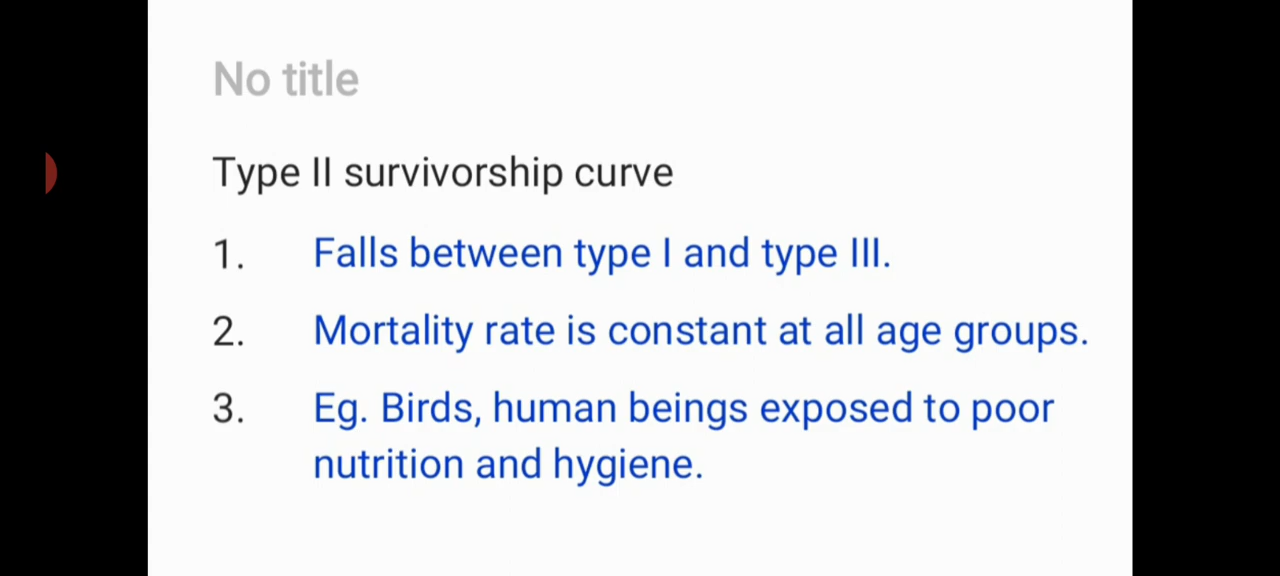 No title
Type II survivorship curve
1. Falls between type I and type III.
2. Mortality rate is constant at all age groups.
3. Eg. Birds, human beings exposed to poor
nutrition and hygiene.